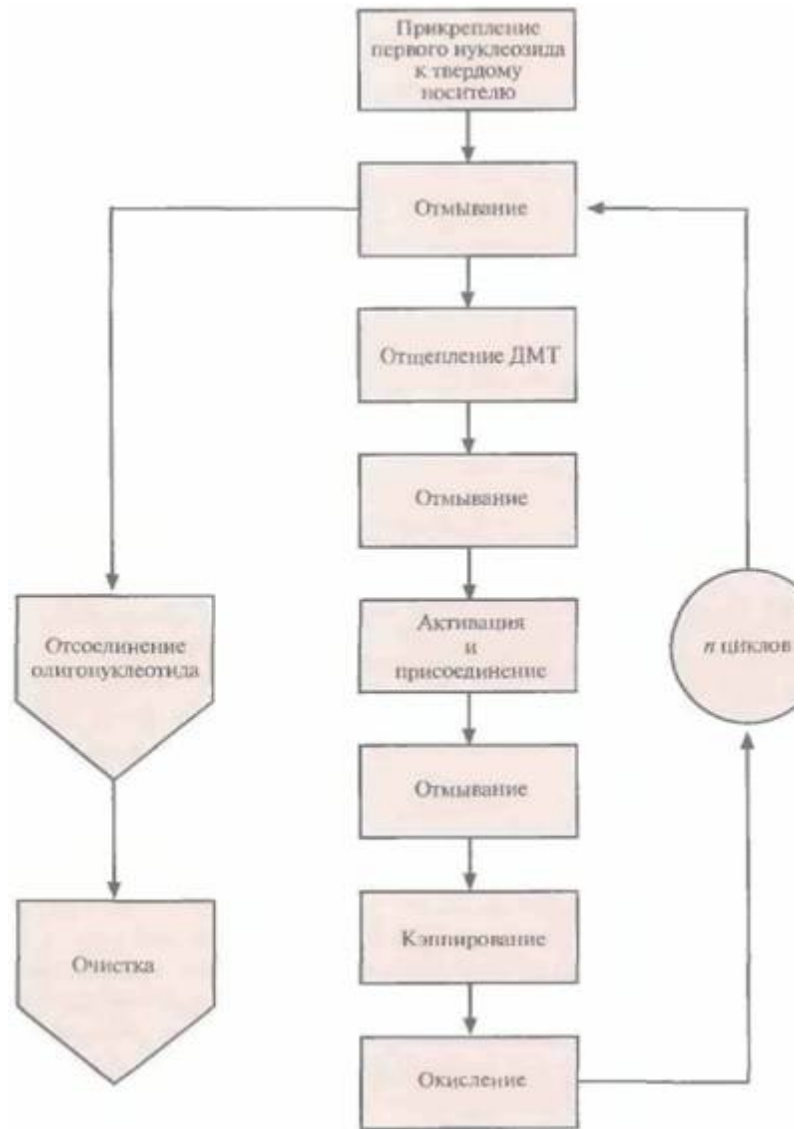 Прикрепление
первого нуклеозида
к твердому
носителю
Отмывание
Отщепление ДМТ
Отмывание
Активация
и
присоединение
Отмывание
Кэппирование
Окисление
n циклов
Отсоединение
олигонуклеотида
Очистка